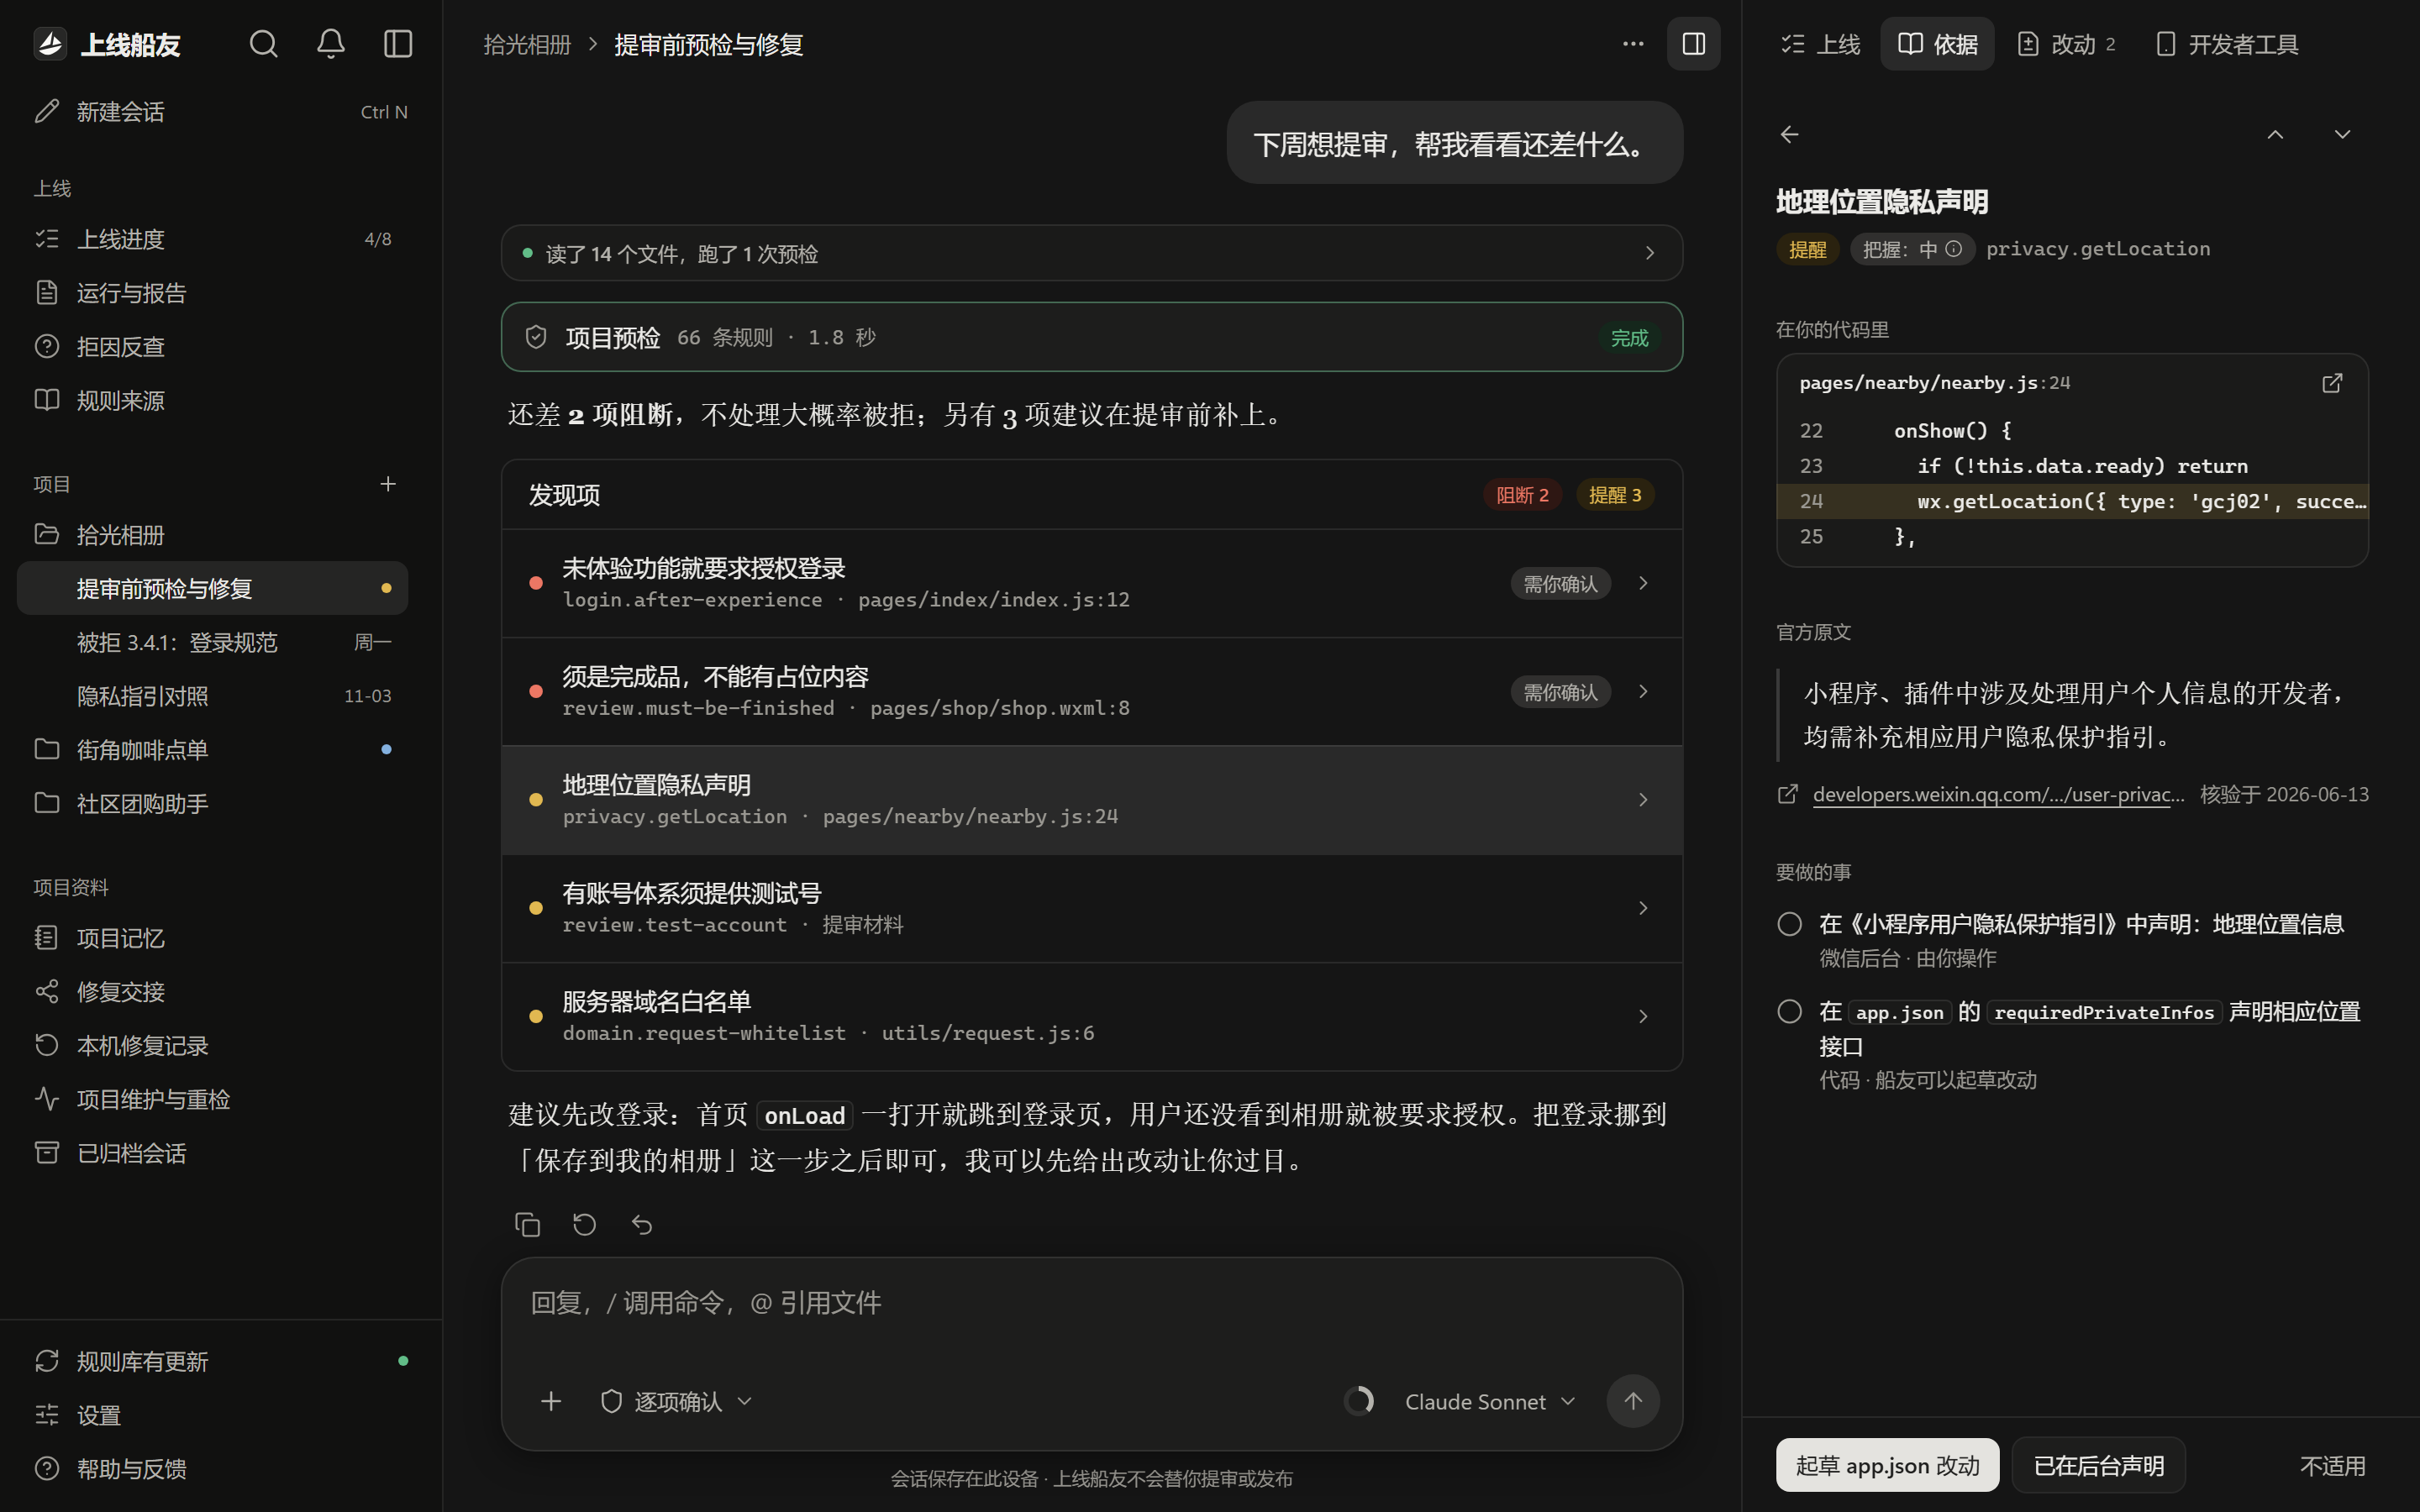 上线船友
新建会话 Ctrl N
上线
上线进度 4/8
运行与报告
拒因反查
规则来源
项目
拾光相册
提审前预检与修复
被拒 3.4.1：登录规范 周一
隐私指引对照 11-03
街角咖啡点单
社区团购助手
项目资料
项目记忆
修复交接
本机修复记录
项目维护与重检
已归档会话
规则库有更新
设置
帮助与反馈
拾光相册 > 提审前预检与修复
下周想提审，帮我看看还差什么。
读了 14 个文件，跑了 1 次预检
项目预检 66 条规则 · 1.8 秒 完成
还差 2 项阻断，不处理大概率被拒；另有 3 项建议在提审前补上。
发现项 阻断 2 提醒 3
未体验功能就要求授权登录
login.after-experience · pages/index/index.js:12
需你确认
须是完成品，不能有占位内容
review.must-be-finished · pages/shop/shop.wxml:8
需你确认
地理位置隐私声明
privacy.getLocation · pages/nearby/nearby.js:24
有账号体系须提供测试号
review.test-account · 提审材料
服务器域名白名单
domain.request-whitelist · utils/request.js:6
建议先改登录：首页 onLoad 一打开就跳到登录页，用户还没看到相册就被要求授权。把登录挪到
「保存到我的相册」这一步之后即可，我可以先给出改动让你过目。
回复，/ 调用命令，@ 引用文件
逐项确认 Claude Sonnet
会话保存在此设备 · 上线船友不会替你提审或发布
上线 依据 改动 2 开发者工具
地理位置隐私声明
提醒 把握：中 privacy.getLocation
在你的代码里
pages/nearby/nearby.js:24
22 onShow() {
23 if (!this.data.ready) return
24 wx.getLocation({ type: 'gcj02', succe…
25 },
官方原文
小程序、插件中涉及处理用户个人信息的开发者，
均需补充相应用户隐私保护指引。
developers.weixin.qq.com/…/user-privac… 核验于 2026-06-13
要做的事
在《小程序用户隐私保护指引》中声明：地理位置信息
微信后台 · 由你操作
在 app.json 的 requiredPrivateInfos 声明相应位置
接口
代码 · 船友可以起草改动
起草 app.json 改动 已在后台声明 不适用